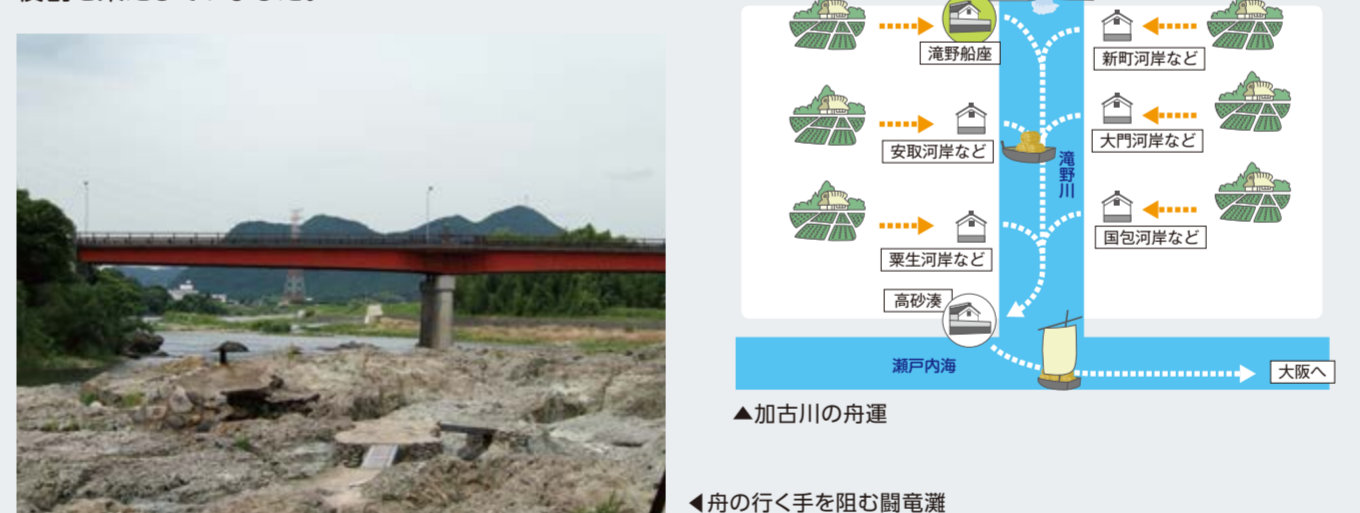 滝野船座
新町河岸など
安取河岸など
大門河岸など
滝野川
粟生河岸など
国包河岸など
高砂湊
瀬戸内海
大阪へ
▲加古川の舟運
◀舟の行く手を阻む闘竜灘